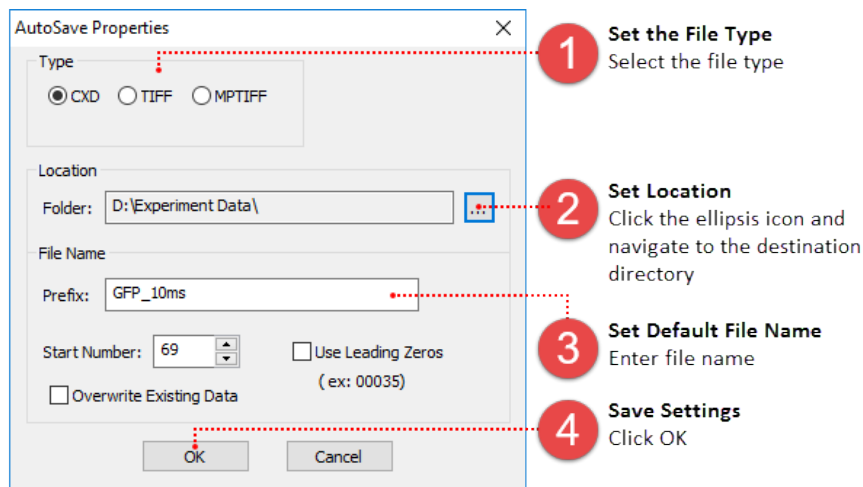 AutoSave Properties
Type
CXD TIFF MPTIFF
Location
Folder: D:\Experiment Data\ ...
File Name
Prefix: GFP_10ms
Start Number: 69 Use Leading Zeros
( ex: 00035)
Overwrite Existing Data
OK Cancel
1 Set the File Type
Select the file type
2 Set Location
Click the ellipsis icon and
navigate to the destination
directory
3 Set Default File Name
Enter file name
4 Save Settings
Click OK